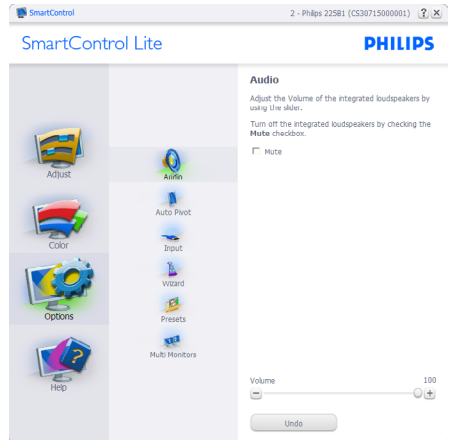 SmartControl
2 - Philips 225B1 (CS30715000001) ? X
SmartControl Lite
PHILIPS
Adjust
Color
Options
Help
Audio
Auto Pivot
Input
Wizard
Presets
Multi Monitors
Audio
Adjust the Volume of the integrated loudspeakers by
using the slider.
Turn off the integrated loudspeakers by checking the
Mute checkbox.
Mute
Volume 100
Undo